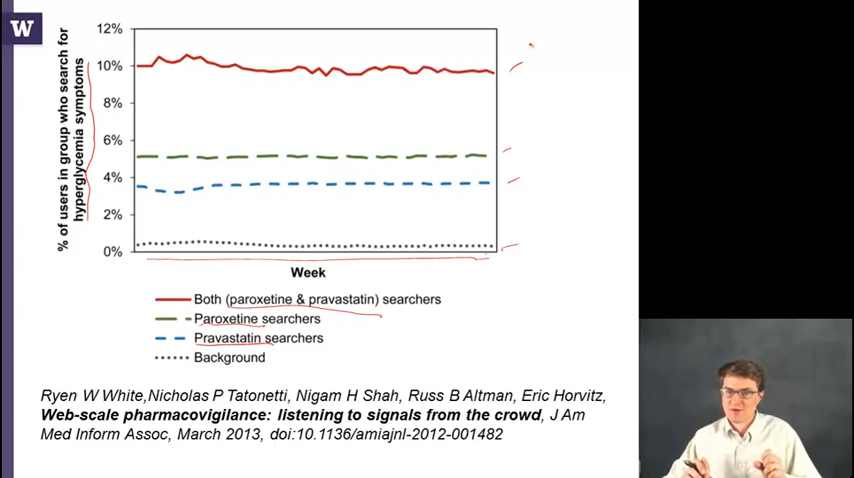 W
12%
10%
8%
6%
4%
2%
0%
% of users in group who search for
hyperglycemia symptoms
Week
Both (paroxetine & pravastatin) searchers
Paroxetine searchers
Pravastatin searchers
Background
Ryen W White,Nicholas P Tatonetti, Nigam H Shah, Russ B Altman, Eric Horvitz,
Web-scale pharmacovigilance: listening to signals from the crowd, J Am
Med Inform Assoc, March 2013, doi:10.1136/amiajnl-2012-001482